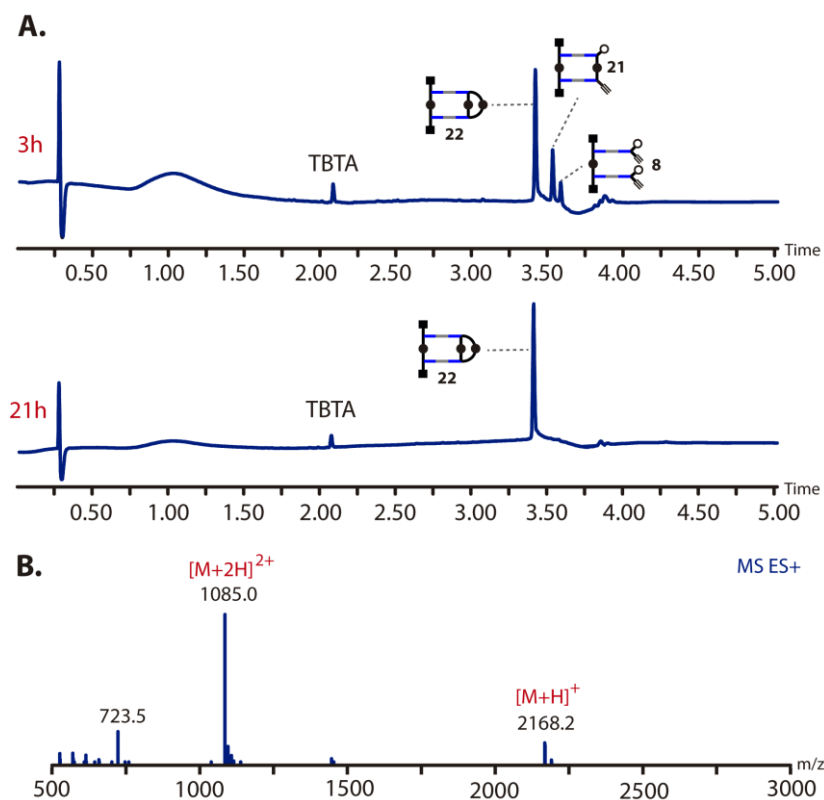 A.
21
3h
22
TBTA
8
Time
0.50 1.00 1.50 2.00 2.50 3.00 3.50 4.00 4.50 5.00
22
21h
TBTA
Time
0.50 1.00 1.50 2.00 2.50 3.00 3.50 4.00 4.50 5.00
B.
[M+2H]2+
MS ES+
1085.0
[M+H]+
723.5
2168.2
500 1000 1500 2000 2500 3000 m/z